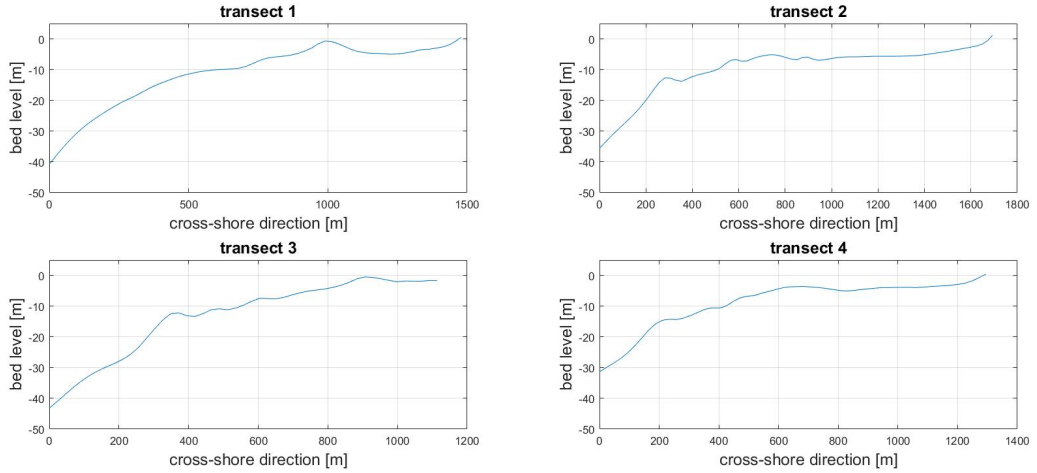 transect 1
0
-10
-20
-30
-40
-50
bed level [m]
0 500 1000 1500
cross-shore direction [m]
transect 2
0
-10
-20
-30
-40
-50
bed level [m]
0 200 400 600 800 1000 1200 1400 1600 1800
cross-shore direction [m]
transect 3
0
-10
-20
-30
-40
-50
bed level [m]
0 200 400 600 800 1000 1200
cross-shore direction [m]
transect 4
0
-10
-20
-30
-40
-50
bed level [m]
0 200 400 600 800 1000 1200 1400
cross-shore direction [m]